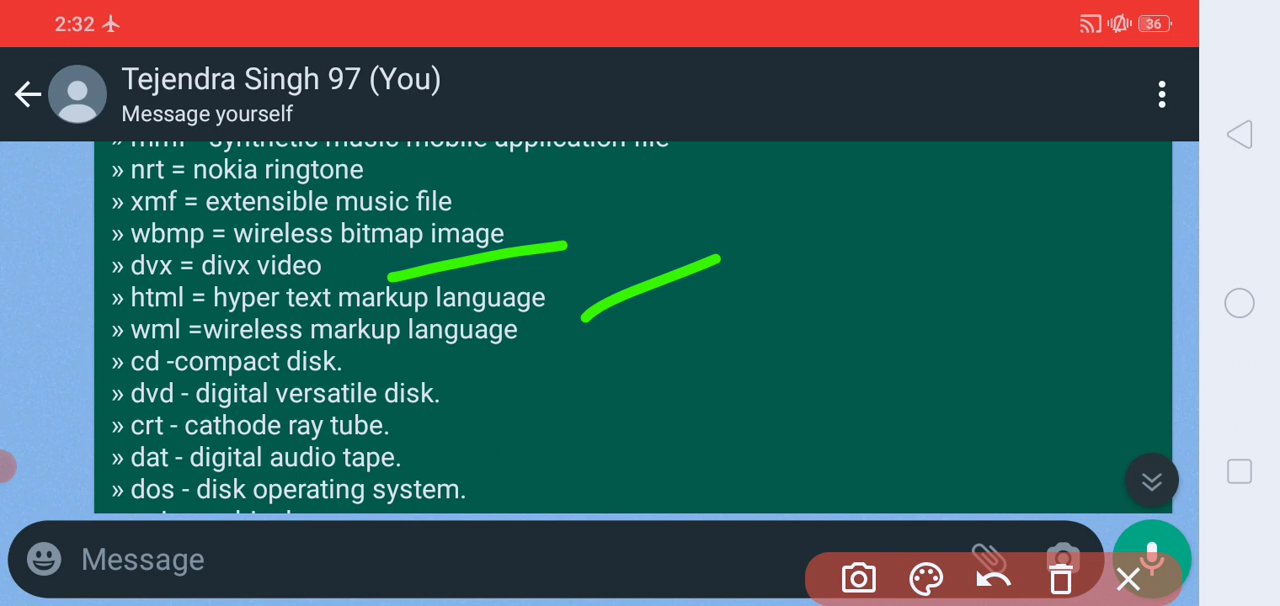 2:32
36
Tejendra Singh 97 (You)
Message yourself
» nrt = nokia ringtone
» xmf = extensible music file
» wbmp = wireless bitmap image
» dvx = divx video
» html = hyper text markup language
» wml =wireless markup language
» cd -compact disk.
» dvd - digital versatile disk.
» crt - cathode ray tube.
» dat - digital audio tape.
» dos - disk operating system.
Message